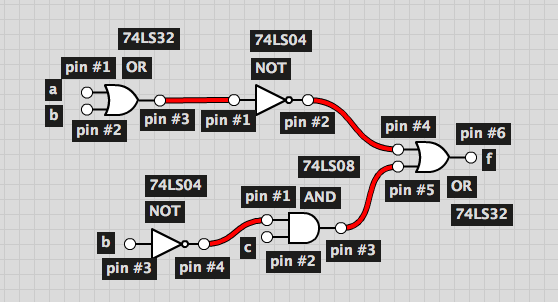 74LS32
74LS04
pin #1 OR
NOT
a
b
pin #2
pin #3
pin #1
pin #2
pin #4
pin #6
f
74LS08
pin #5
OR
74LS32
74LS04
NOT
pin #1
AND
b
pin #3
pin #4
c
pin #2
pin #3